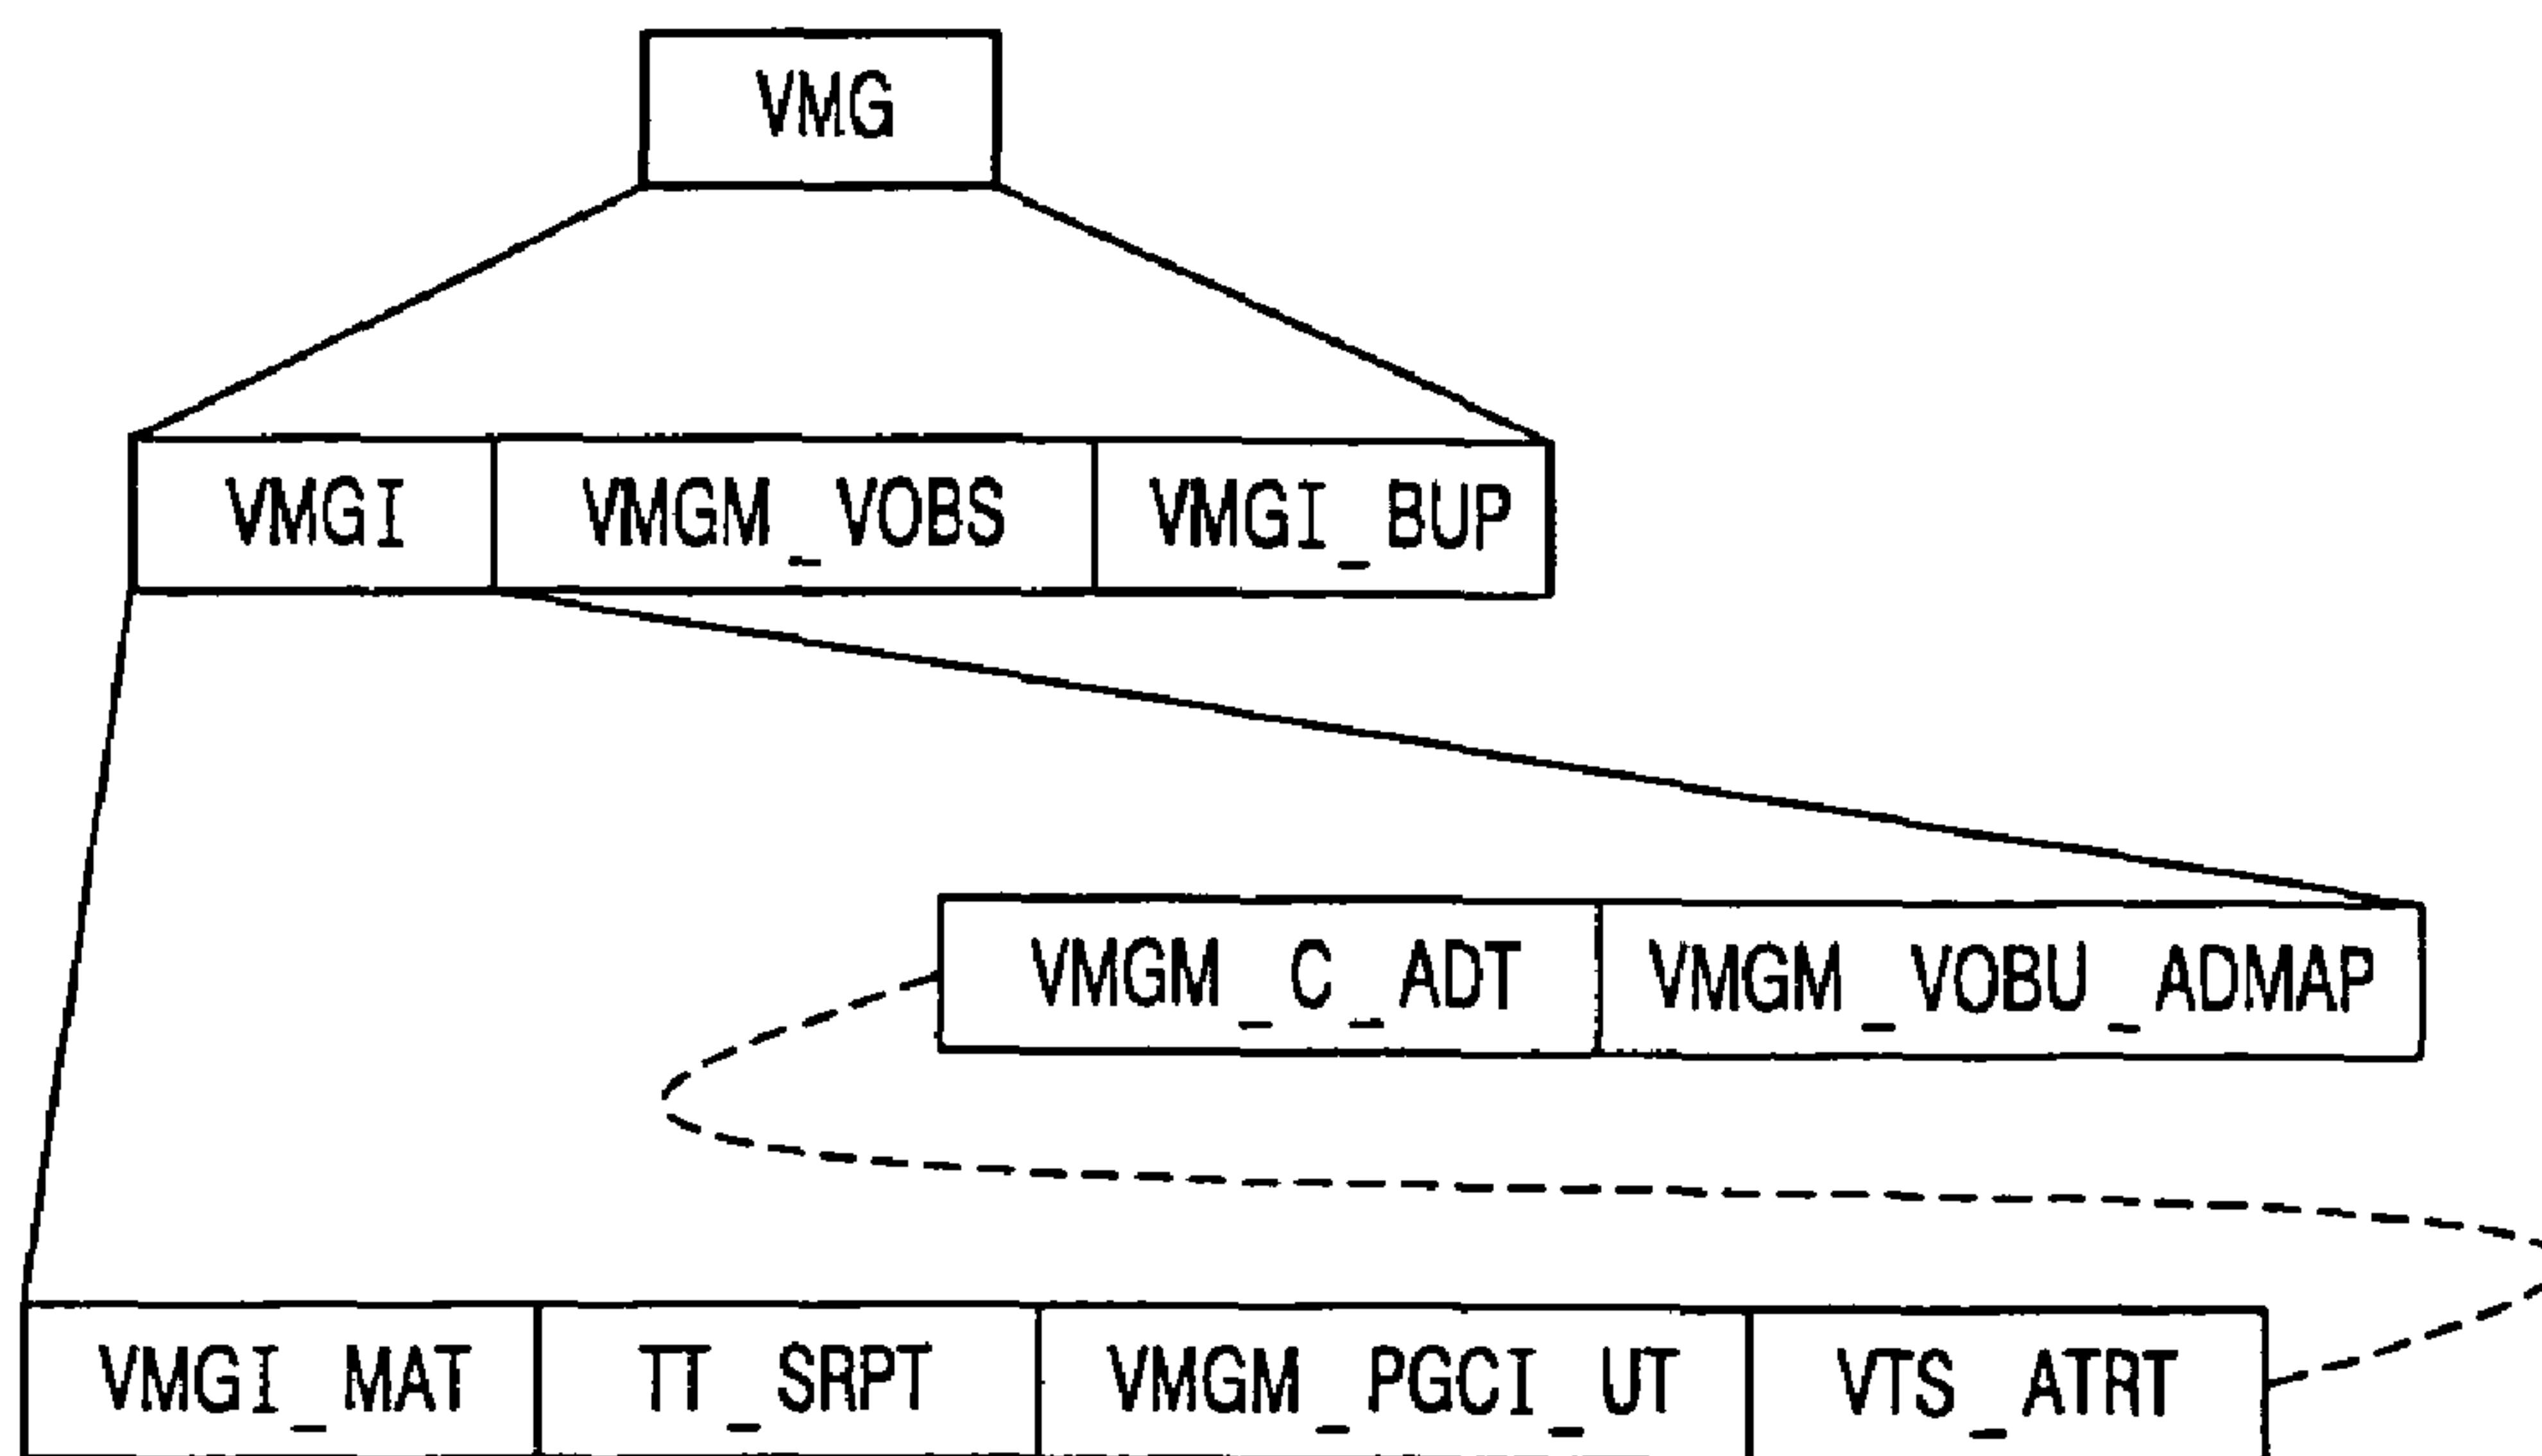 VMG
VMGI VMGM_VOBS VMGI_BUP
VMGM_C_ADT VMGM_VOBU_ADMAP
VMGI_MAT TT_SRPT VMGM_PGCI_UT VTS_ATRT